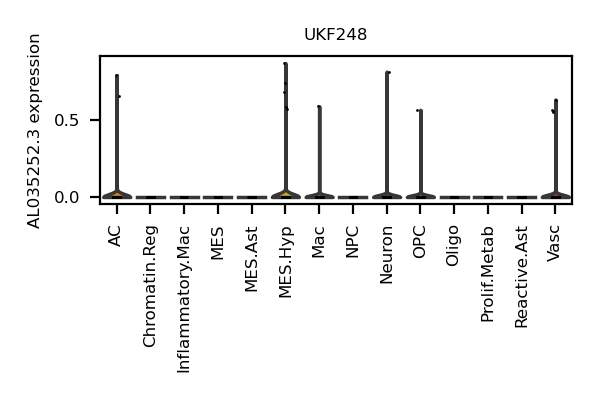 UKF248
AL035252.3 expression
0.5
0.0
AC
Chromatin.Reg
Inflammatory.Mac
MES
MES.Ast
MES.Hyp
Mac
NPC
Neuron
OPC
Oligo
Prolif.Metab
Reactive.Ast
Vasc